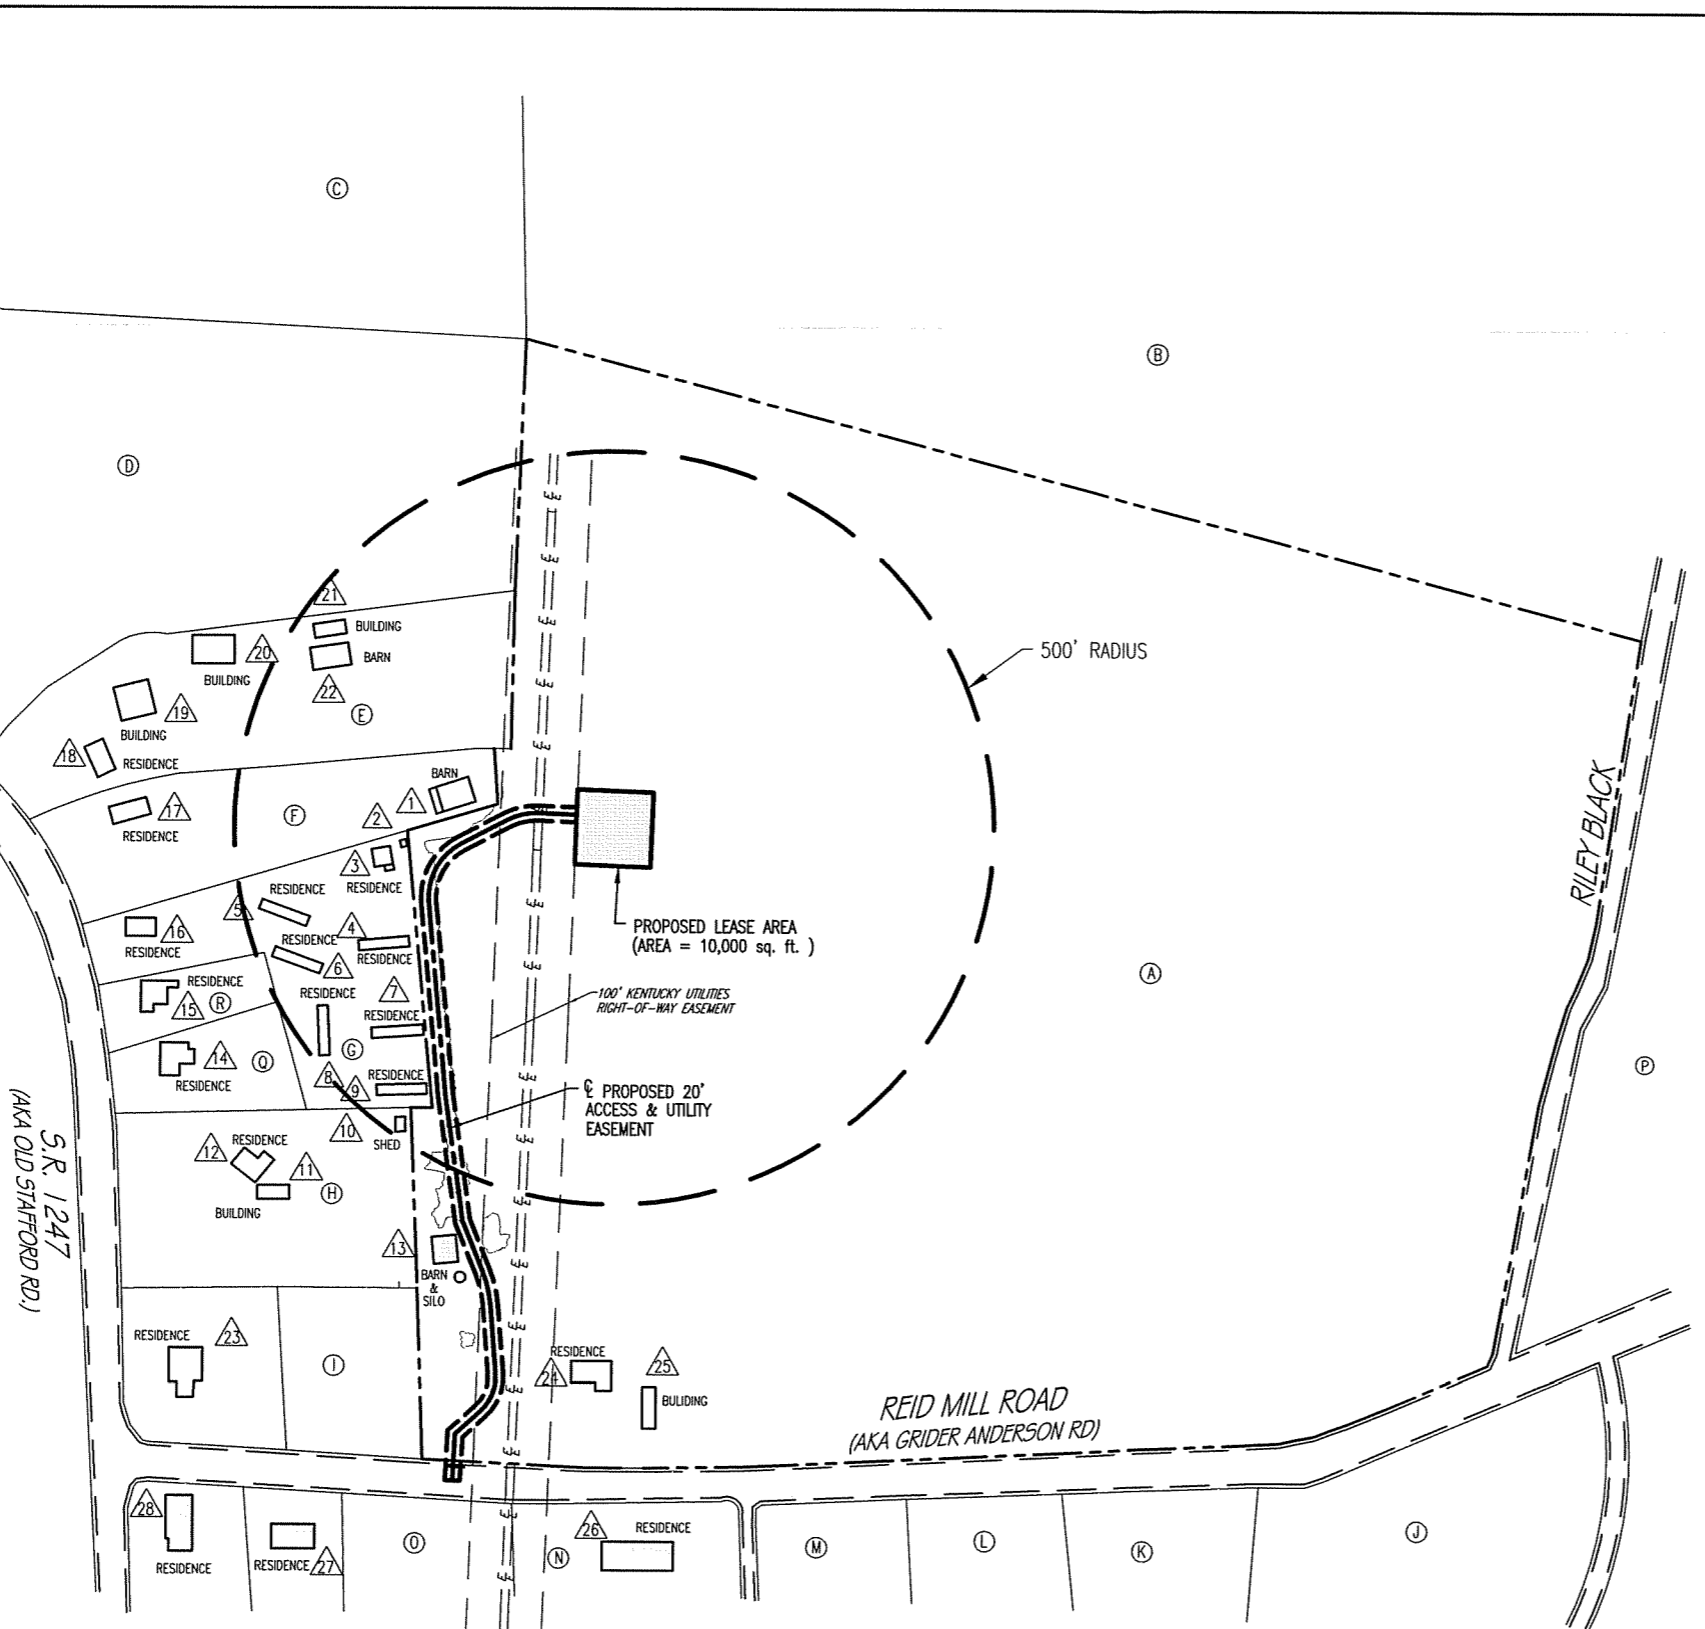 C
B
D
21
BUILDING
BARN
20
BUILDING
22
E
19
BUILDING
18
RESIDENCE
500' RADIUS
BARN
1
2
17
RESIDENCE
F
3
RESIDENCE
RILEY BLACK
RESIDENCE
5
4
16
RESIDENCE
RESIDENCE
RESIDENCE
6
PROPOSED LEASE AREA
(AREA = 10,000 sq. ft. )
A
RESIDENCE
15
R
RESIDENCE
7
RESIDENCE
100' KENTUCKY UTILITIES
RIGHT-OF-WAY EASEMENT
14
RESIDENCE
Q
G
8
9
RESIDENCE
℄ PROPOSED 20'
ACCESS & UTILITY
EASEMENT
P
10
SHED
12
RESIDENCE
11
H
BUILDING
S.R. 1247
(AKA OLD STAFFORD RD.)
13
BARN
&
SILO
RESIDENCE
23
I
RESIDENCE
24
25
BULIDING
REID MILL ROAD
(AKA GRIDER ANDERSON RD)
28
RESIDENCE
RESIDENCE
27
O
N
26
RESIDENCE
M
L
K
J
E
E
E
E
E
E
E
E
E
E
E
E
E
E